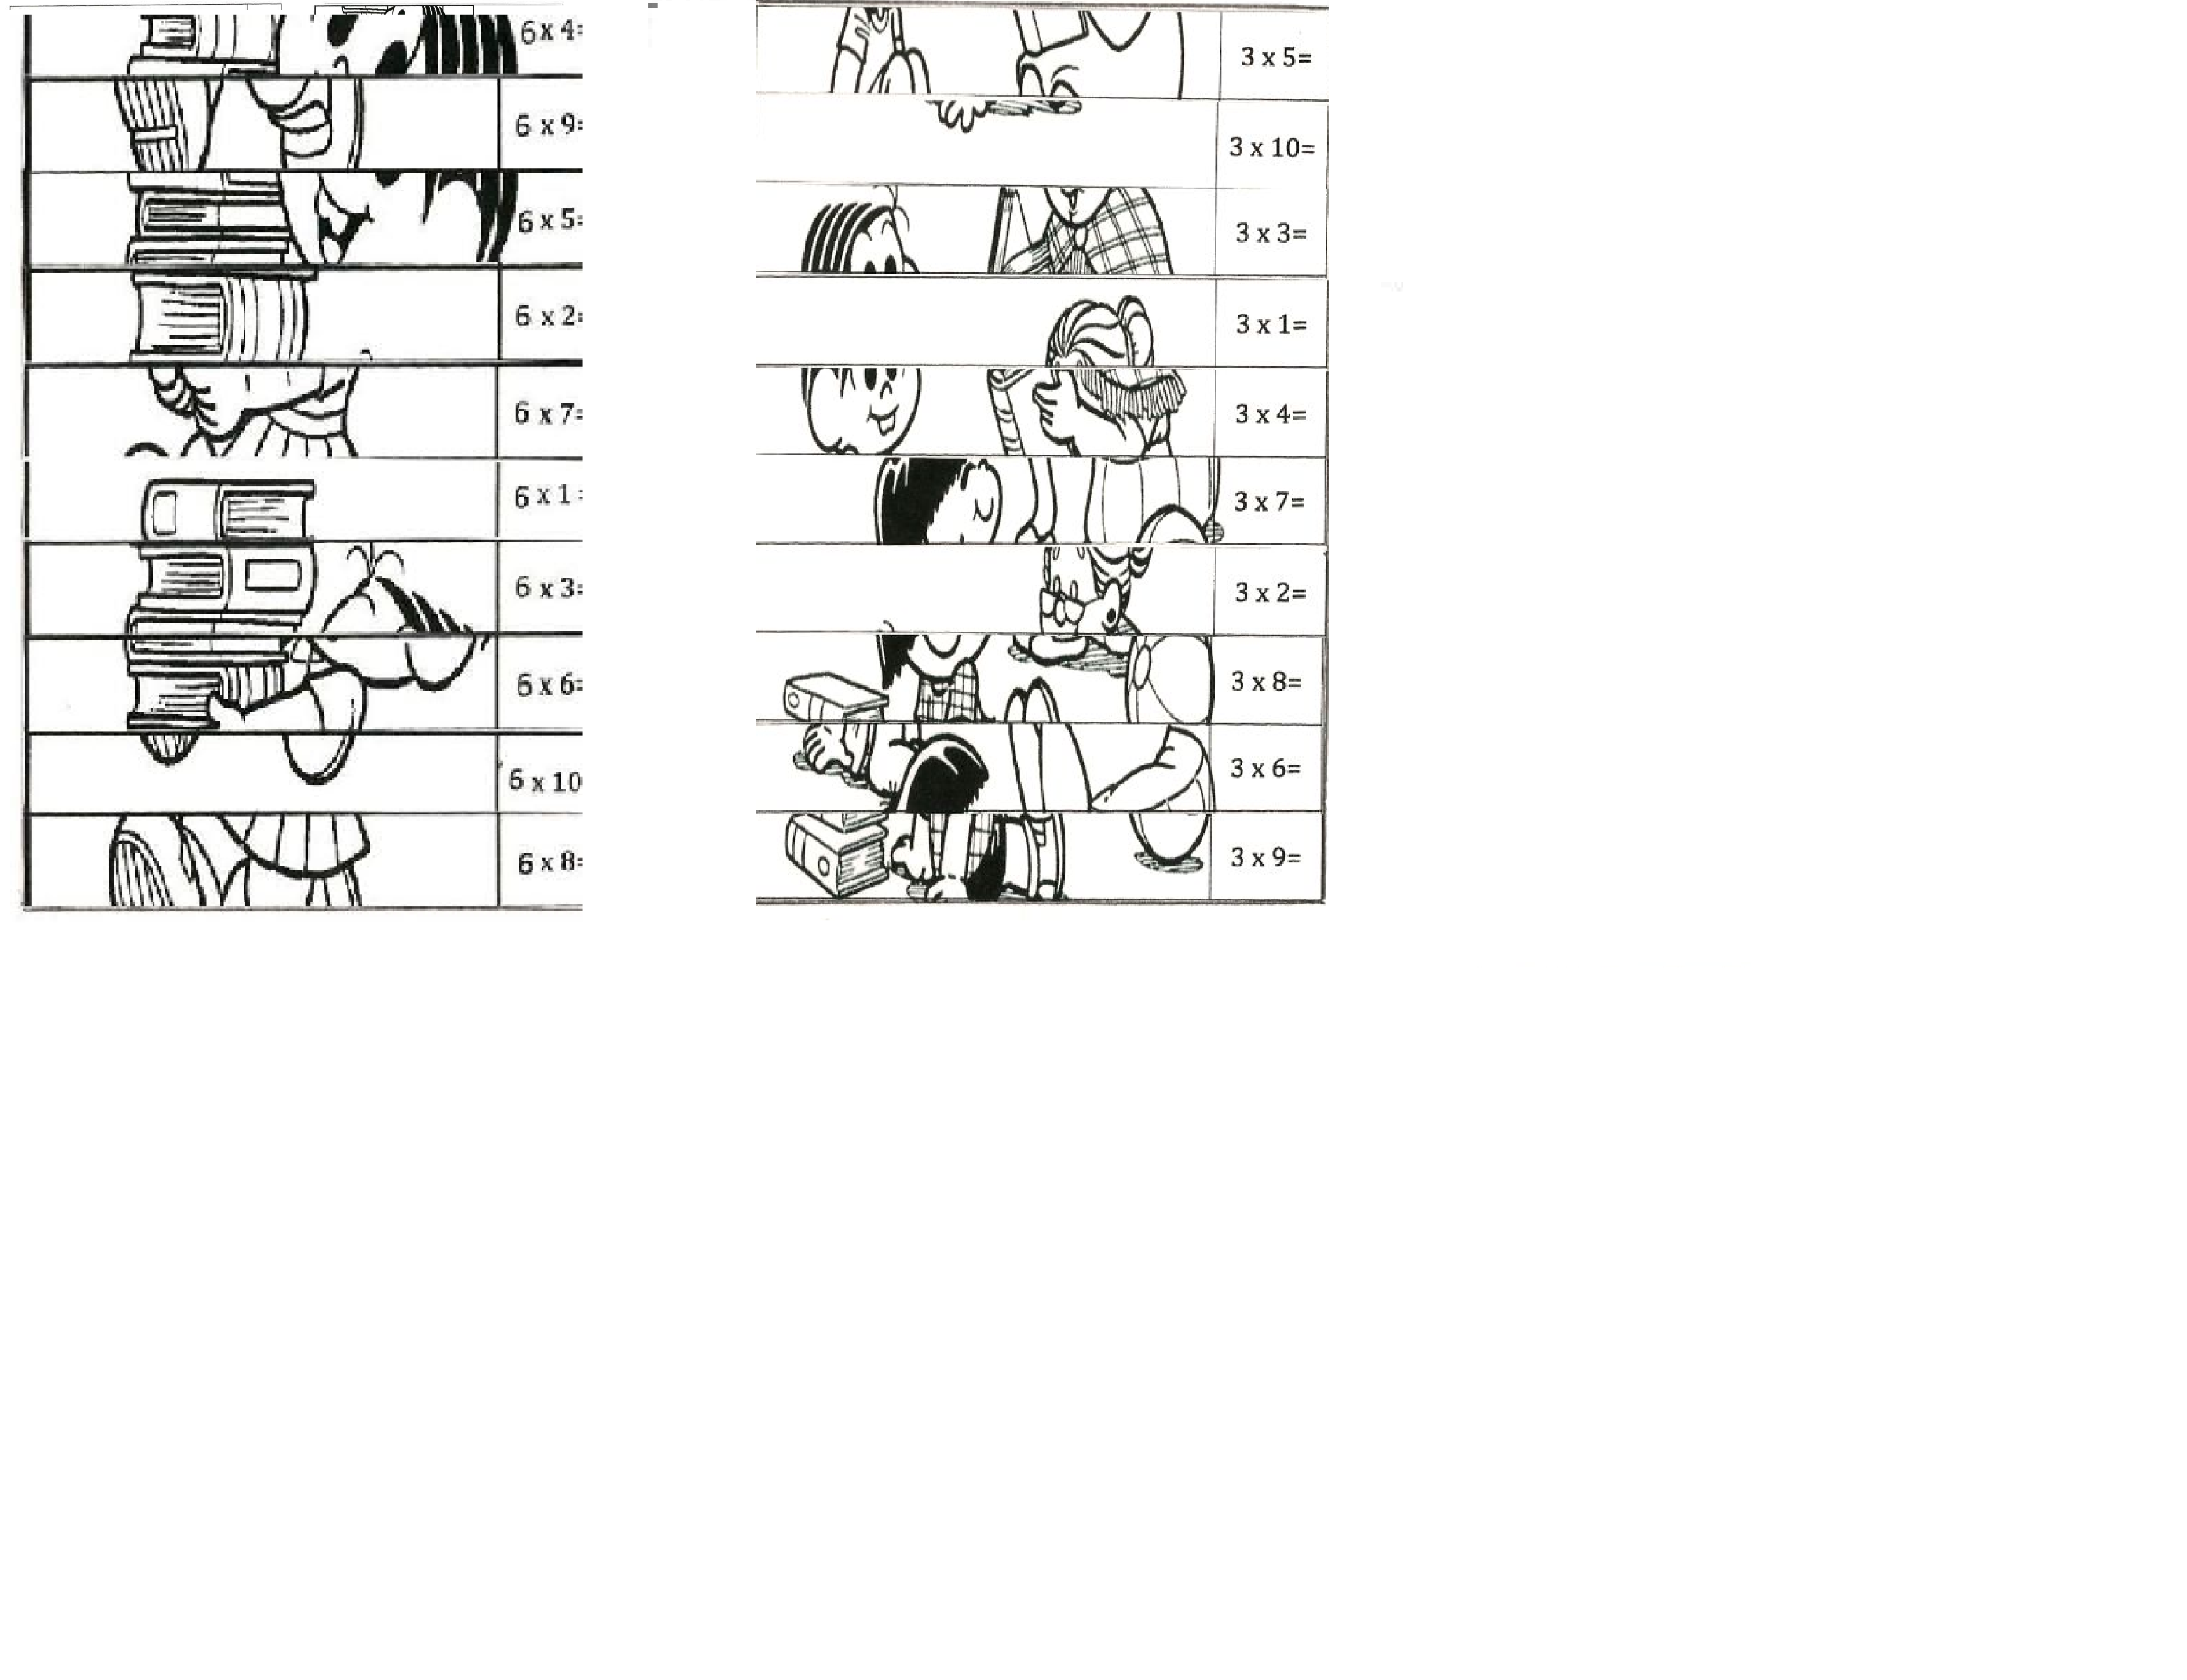 6 x 4=
6 x 9=
6 x 5=
6 x 2=
6 x 7=
6 x 1=
6 x 3=
6 x 6=
6 x 10
6 x 8=
3 x 5=
3 x 10=
3 x 3=
3 x 1=
3 x 4=
3 x 7=
3 x 2=
3 x 8=
3 x 6=
3 x 9=